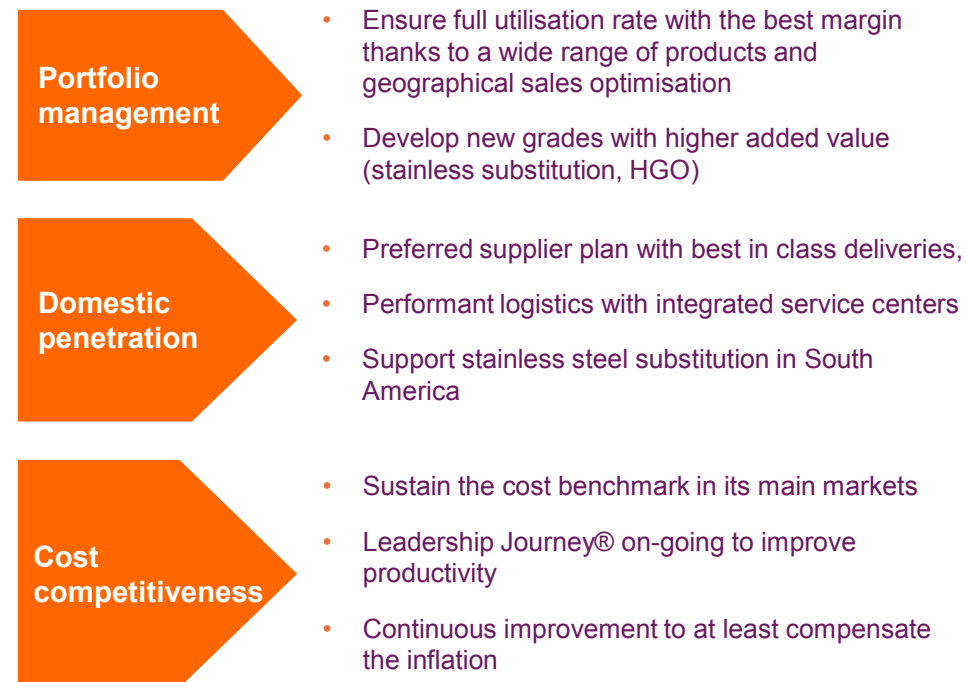 Portfolio
management
• Ensure full utilisation rate with the best margin
thanks to a wide range of products and
geographical sales optimisation
• Develop new grades with higher added value
(stainless substitution, HGO)
Domestic
penetration
• Preferred supplier plan with best in class deliveries,
• Performant logistics with integrated service centers
• Support stainless steel substitution in South
America
Cost
competitiveness
• Sustain the cost benchmark in its main markets
• Leadership Journey® on-going to improve
productivity
• Continuous improvement to at least compensate
the inflation